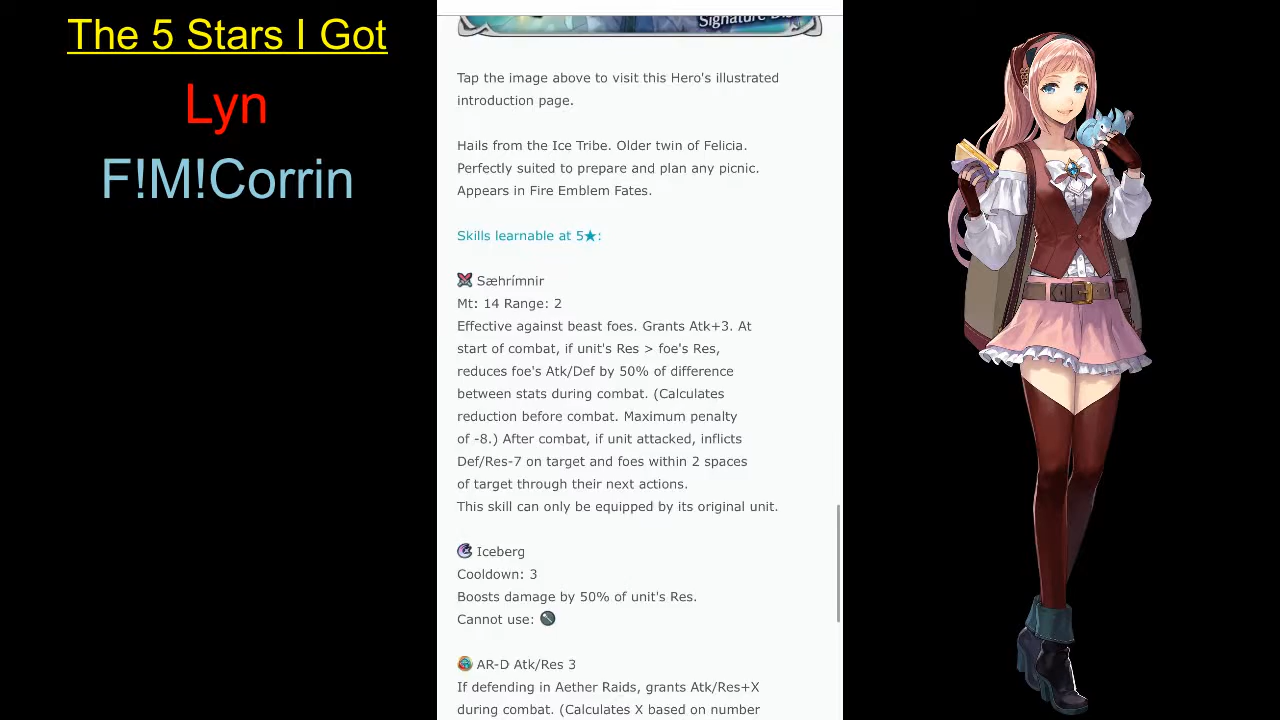 The 5 Stars I Got
Lyn
F!M!Corrin
Tap the image above to visit this Hero's illustrated
introduction page.
Hails from the Ice Tribe. Older twin of Felicia.
Perfectly suited to prepare and plan any picnic.
Appears in Fire Emblem Fates.
Skills learnable at 5★:
Sæhrímnir
Mt: 14 Range: 2
Effective against beast foes. Grants Atk+3. At
start of combat, if unit's Res > foe's Res,
reduces foe's Atk/Def by 50% of difference
between stats during combat. (Calculates
reduction before combat. Maximum penalty
of -8.) After combat, if unit attacked, inflicts
Def/Res-7 on target and foes within 2 spaces
of target through their next actions.
This skill can only be equipped by its original unit.
Iceberg
Cooldown: 3
Boosts damage by 50% of unit's Res.
Cannot use:
AR-D Atk/Res 3
If defending in Aether Raids, grants Atk/Res+X
during combat. (Calculates X based on number